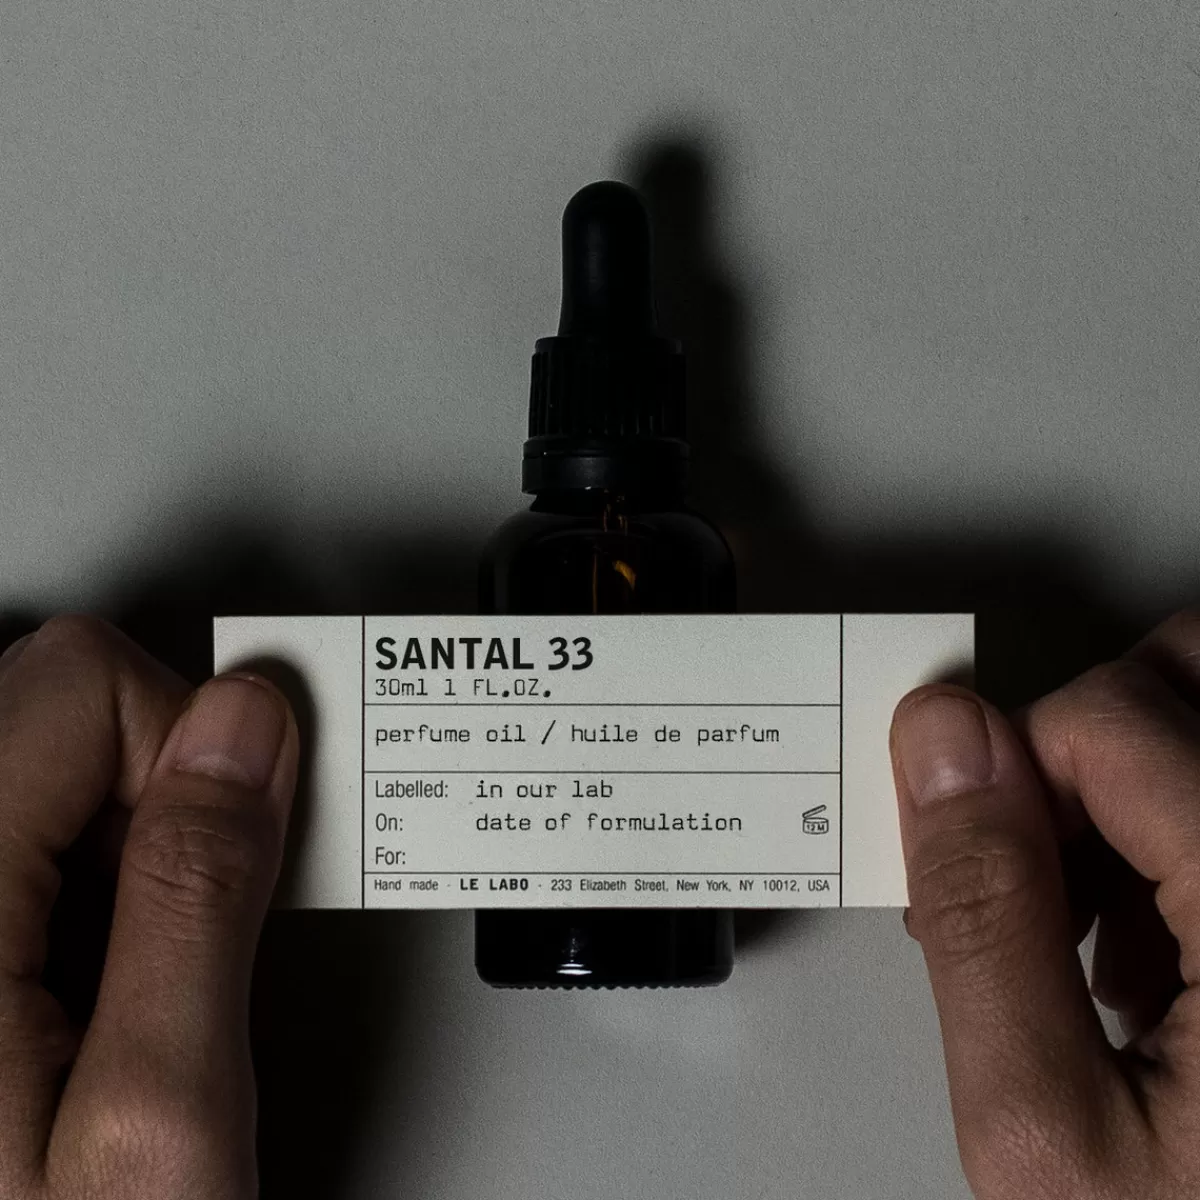 SANTAL 33
30ml 1 FL.OZ.
perfume oil / huile de parfum
Labelled: in our lab
On: date of formulation
12M
For:
Hand made - LE LABO - 233 Elizabeth Street, New York, NY 10012, USA